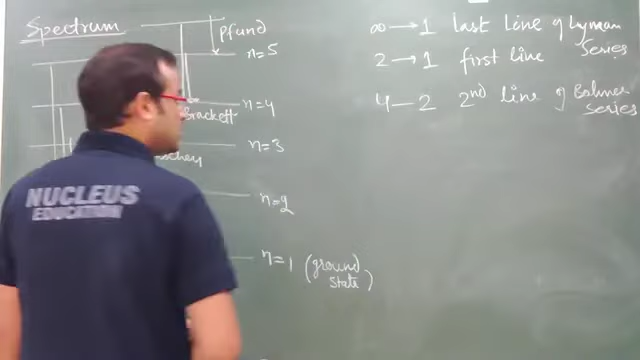 Spectrum
pfund
n=5
n=4
Brackett
n=3
n=2
n=1 (ground state)
∞ → 1 last line of Lyman Series
2 → 1 first line
4 — 2 2nd line of Balmer series
NUCLEUS
EDUCATION